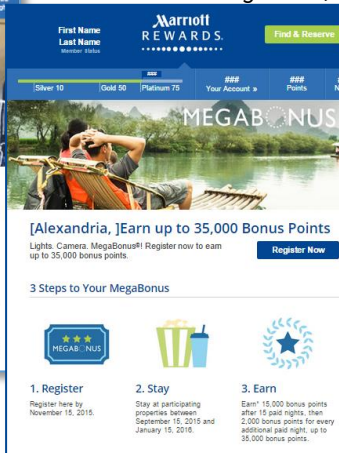 First Name
Last Name
Member Status
Marriott
REWARDS.
Find & Reserve
###
Silver 10
Gold 50
Platinum 75
###
Your Account »
###
Points
N
MEGABONUS
[Alexandria, ]Earn up to 35,000 Bonus Points
Lights. Camera. MegaBonus®! Register now to earn
up to 35,000 bonus points.
Register Now
3 Steps to Your MegaBonus
MEGABONUS
1. Register
Register here by
November 15, 2015.
2. Stay
Stay at participating
properties between
September 15, 2015 and
January 15, 2016.
3. Earn
Earn* 15,000 bonus points
after 15 paid nights, then
2,000 bonus points for every
additional paid night, up to
35,000 bonus points.